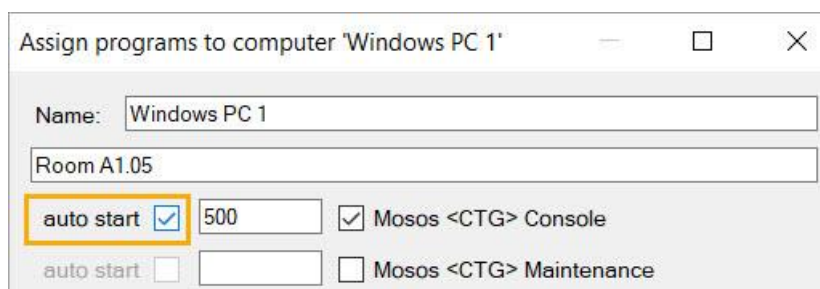 Assign programs to computer 'Windows PC 1'
Name: Windows PC 1
Room A1.05
auto start 500 Mosos <CTG> Console
auto start Mosos <CTG> Maintenance